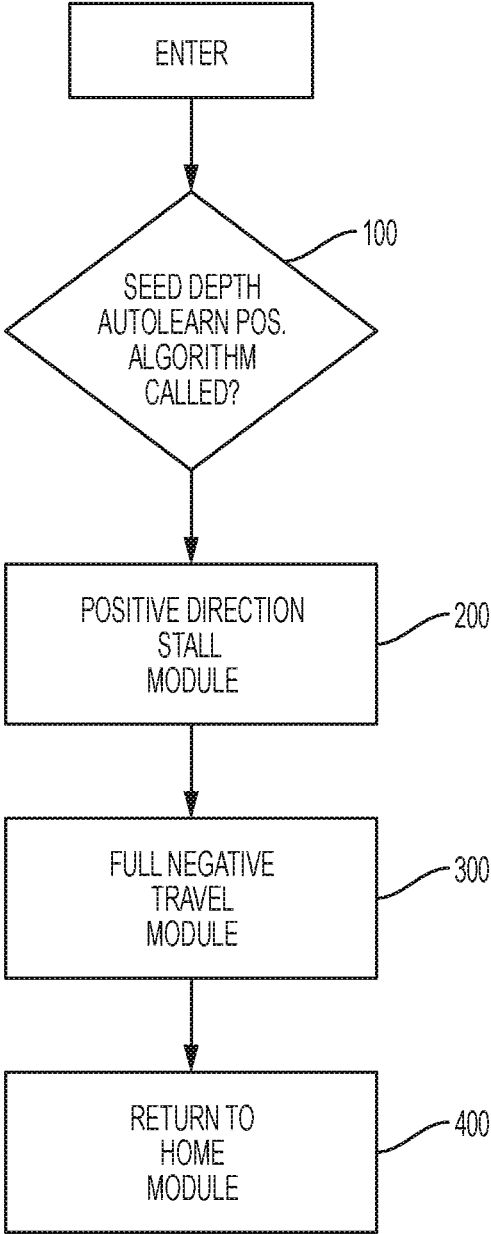 ENTER
100
SEED DEPTH
AUTOLEARN POS.
ALGORITHM
CALLED?
POSITIVE DIRECTION
STALL
MODULE
200
FULL NEGATIVE
TRAVEL
MODULE
300
RETURN TO
HOME
MODULE
400